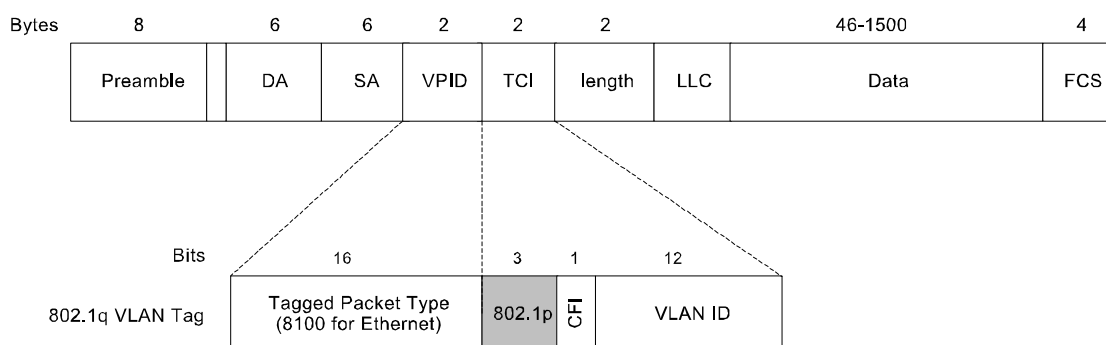 Bytes 8 6 6 2 2 2 46-1500 4
Preamble DA SA VPID TCI length LLC Data FCS
Bits 16 3 1 12
802.1q VLAN Tag
Tagged Packet Type
(8100 for Ethernet)
802.1p
CFI
VLAN ID